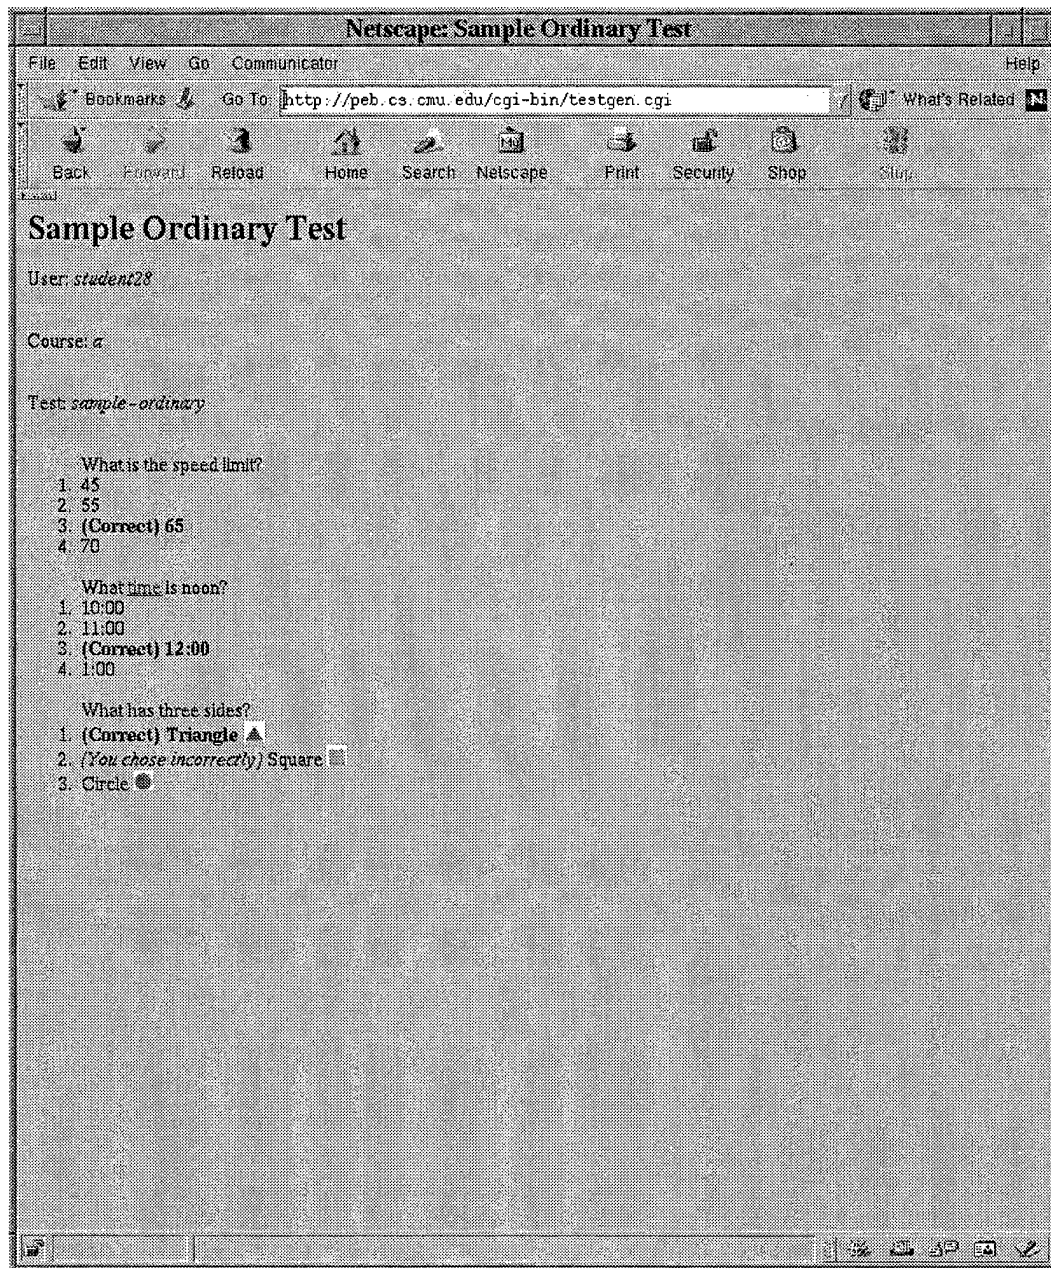 Netscape: Sample Ordinary Test
File Edit View Go Communicator Help
Bookmarks Go To: http://peb.cs.cmu.edu/cgi-bin/testgen.cgi What's Related N
My
Back Forward Reload Home Search Netscape Print Security Shop Stop
Sample Ordinary Test
User: student28
Course: a
Test: sample-ordinary
What is the speed limit?
1. 45
2. 55
3. (Correct) 65
4. 70
What time is noon?
1. 10:00
2. 11:00
3. (Correct) 12:00
4. 1:00
What has three sides?
1. (Correct) Triangle
2. (You chose incorrectly) Square
3. Circle